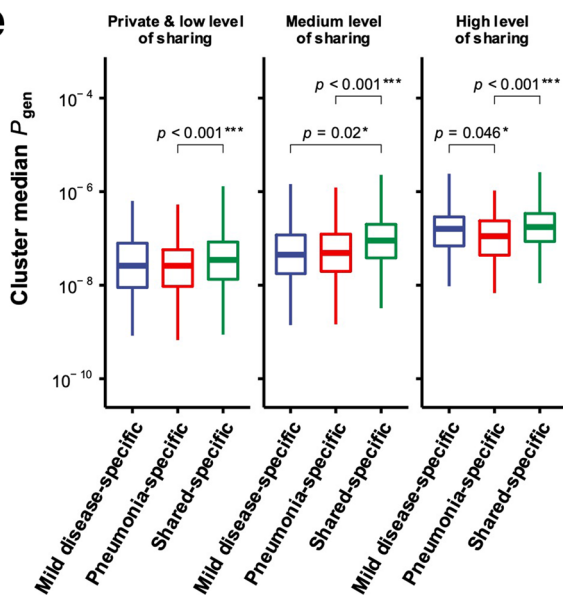 e
Private & low level
of sharing
Medium level
of sharing
High level
of sharing
Cluster median Pgen
10−4
10−6
10−8
10−10
p < 0.001***
p < 0.001***
p = 0.02*
p < 0.001***
p = 0.046*
Mild disease-specific
Pneumonia-specific
Shared-specific
Mild disease-specific
Pneumonia-specific
Shared-specific
Mild disease-specific
Pneumonia-specific
Shared-specific